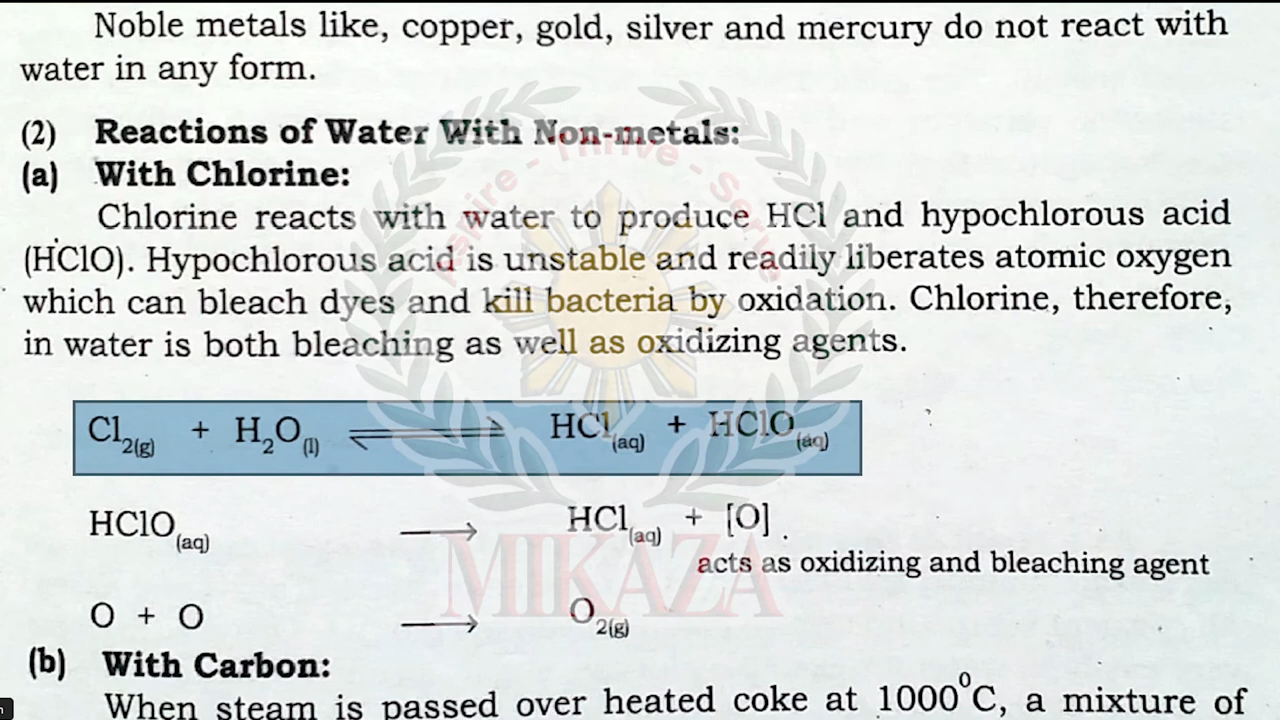 Noble metals like, copper, gold, silver and mercury do not react with
water in any form.
(2) Reactions of Water With Non-metals:
(a) With Chlorine:
Chlorine reacts with water to produce HCl and hypochlorous acid
(HClO). Hypochlorous acid is unstable and readily liberates atomic oxygen
which can bleach dyes and kill bacteria by oxidation. Chlorine, therefore,
in water is both bleaching as well as oxidizing agents.
Cl₂(g) + H₂O(l) ⇌ HCl(aq) + HClO(aq)
HClO(aq) → HCl(aq) + [O].
acts as oxidizing and bleaching agent
O + O → O₂(g)
(b) With Carbon:
When steam is passed over heated coke at 1000⁰C, a mixture of
- Thrive - Serve
MIKAZA